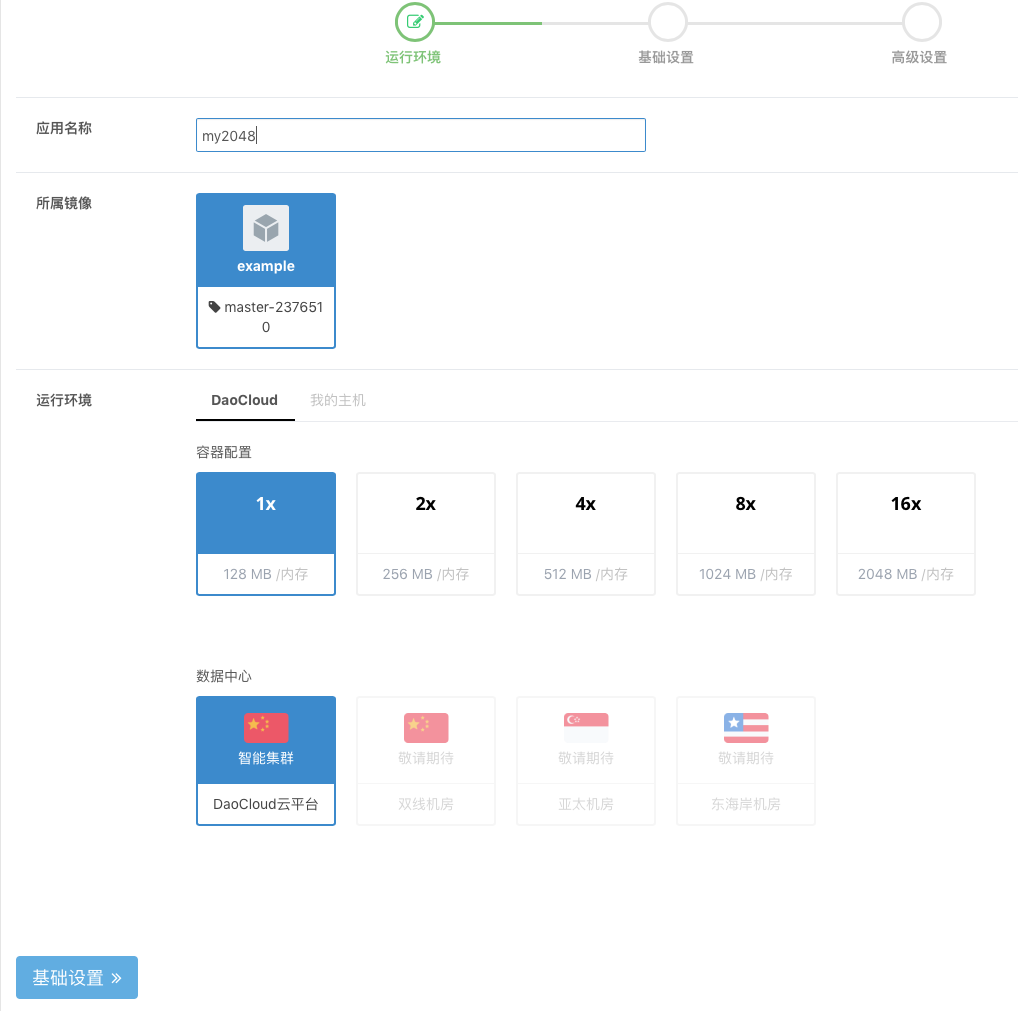 运行环境 基础设置 高级设置
应用名称 my2048
所属镜像
example
master-237651
0
运行环境 DaoCloud 我的主机
容器配置
1x 2x 4x 8x 16x
128 MB /内存 256 MB /内存 512 MB /内存 1024 MB /内存 2048 MB /内存
数据中心
智能集群 敬请期待 敬请期待 敬请期待
DaoCloud云平台 双线机房 亚太机房 东海岸机房
基础设置 »